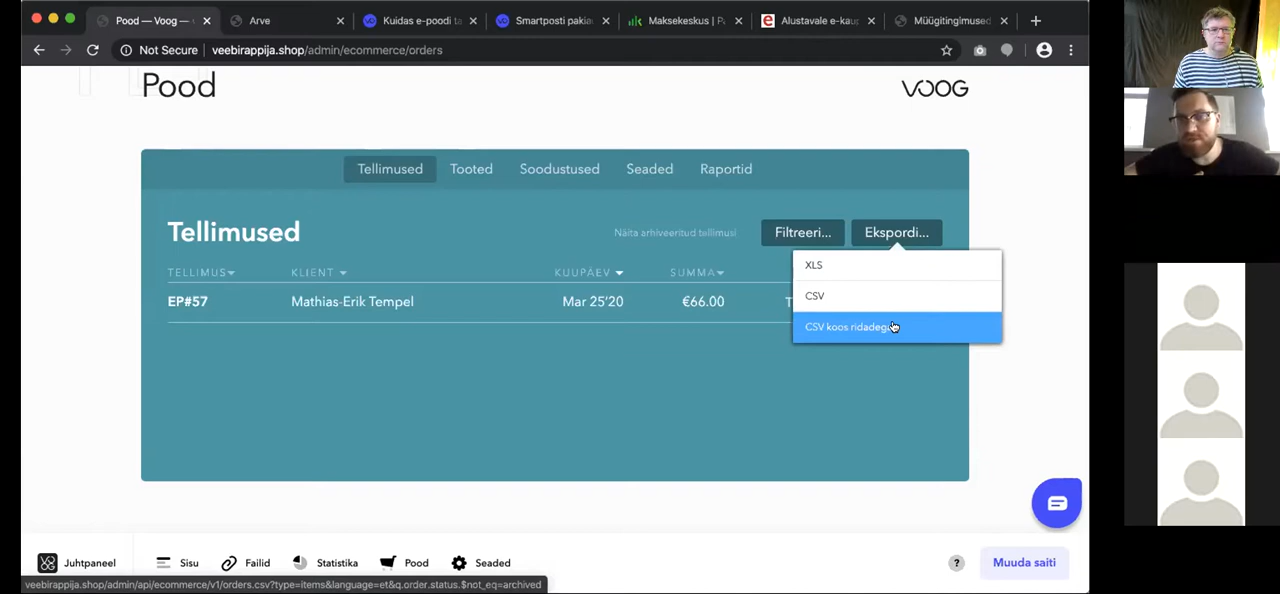 Pood — Voog —
Arve
Kuidas e-poodi ta
Smartposti pakia
Maksekeskus | Pa
Alustavale e-kaup
Müügitingimused
Not Secure
veebirappija.shop/admin/ecommerce/orders
Pood
VOOG
Tellimused
Tooted
Soodustused
Seaded
Raportid
Tellimused
Näita arhiveeritud tellimusi
Filtreeri...
Ekspordi...
TELLIMUS
KLIENT
KUUPÄEV
SUMMA
XLS
EP#57
Mathias-Erik Tempel
Mar 25'20
€66.00
T
CSV
CSV koos ridadeg
Juhtpaneel
Sisu
Failid
Statistika
Pood
Seaded
?
Muuda saiti
veebirappija.shop/admin/api/ecommerce/v1/orders.csv?type=items&language=et&q.order.status.$not_eq=archived